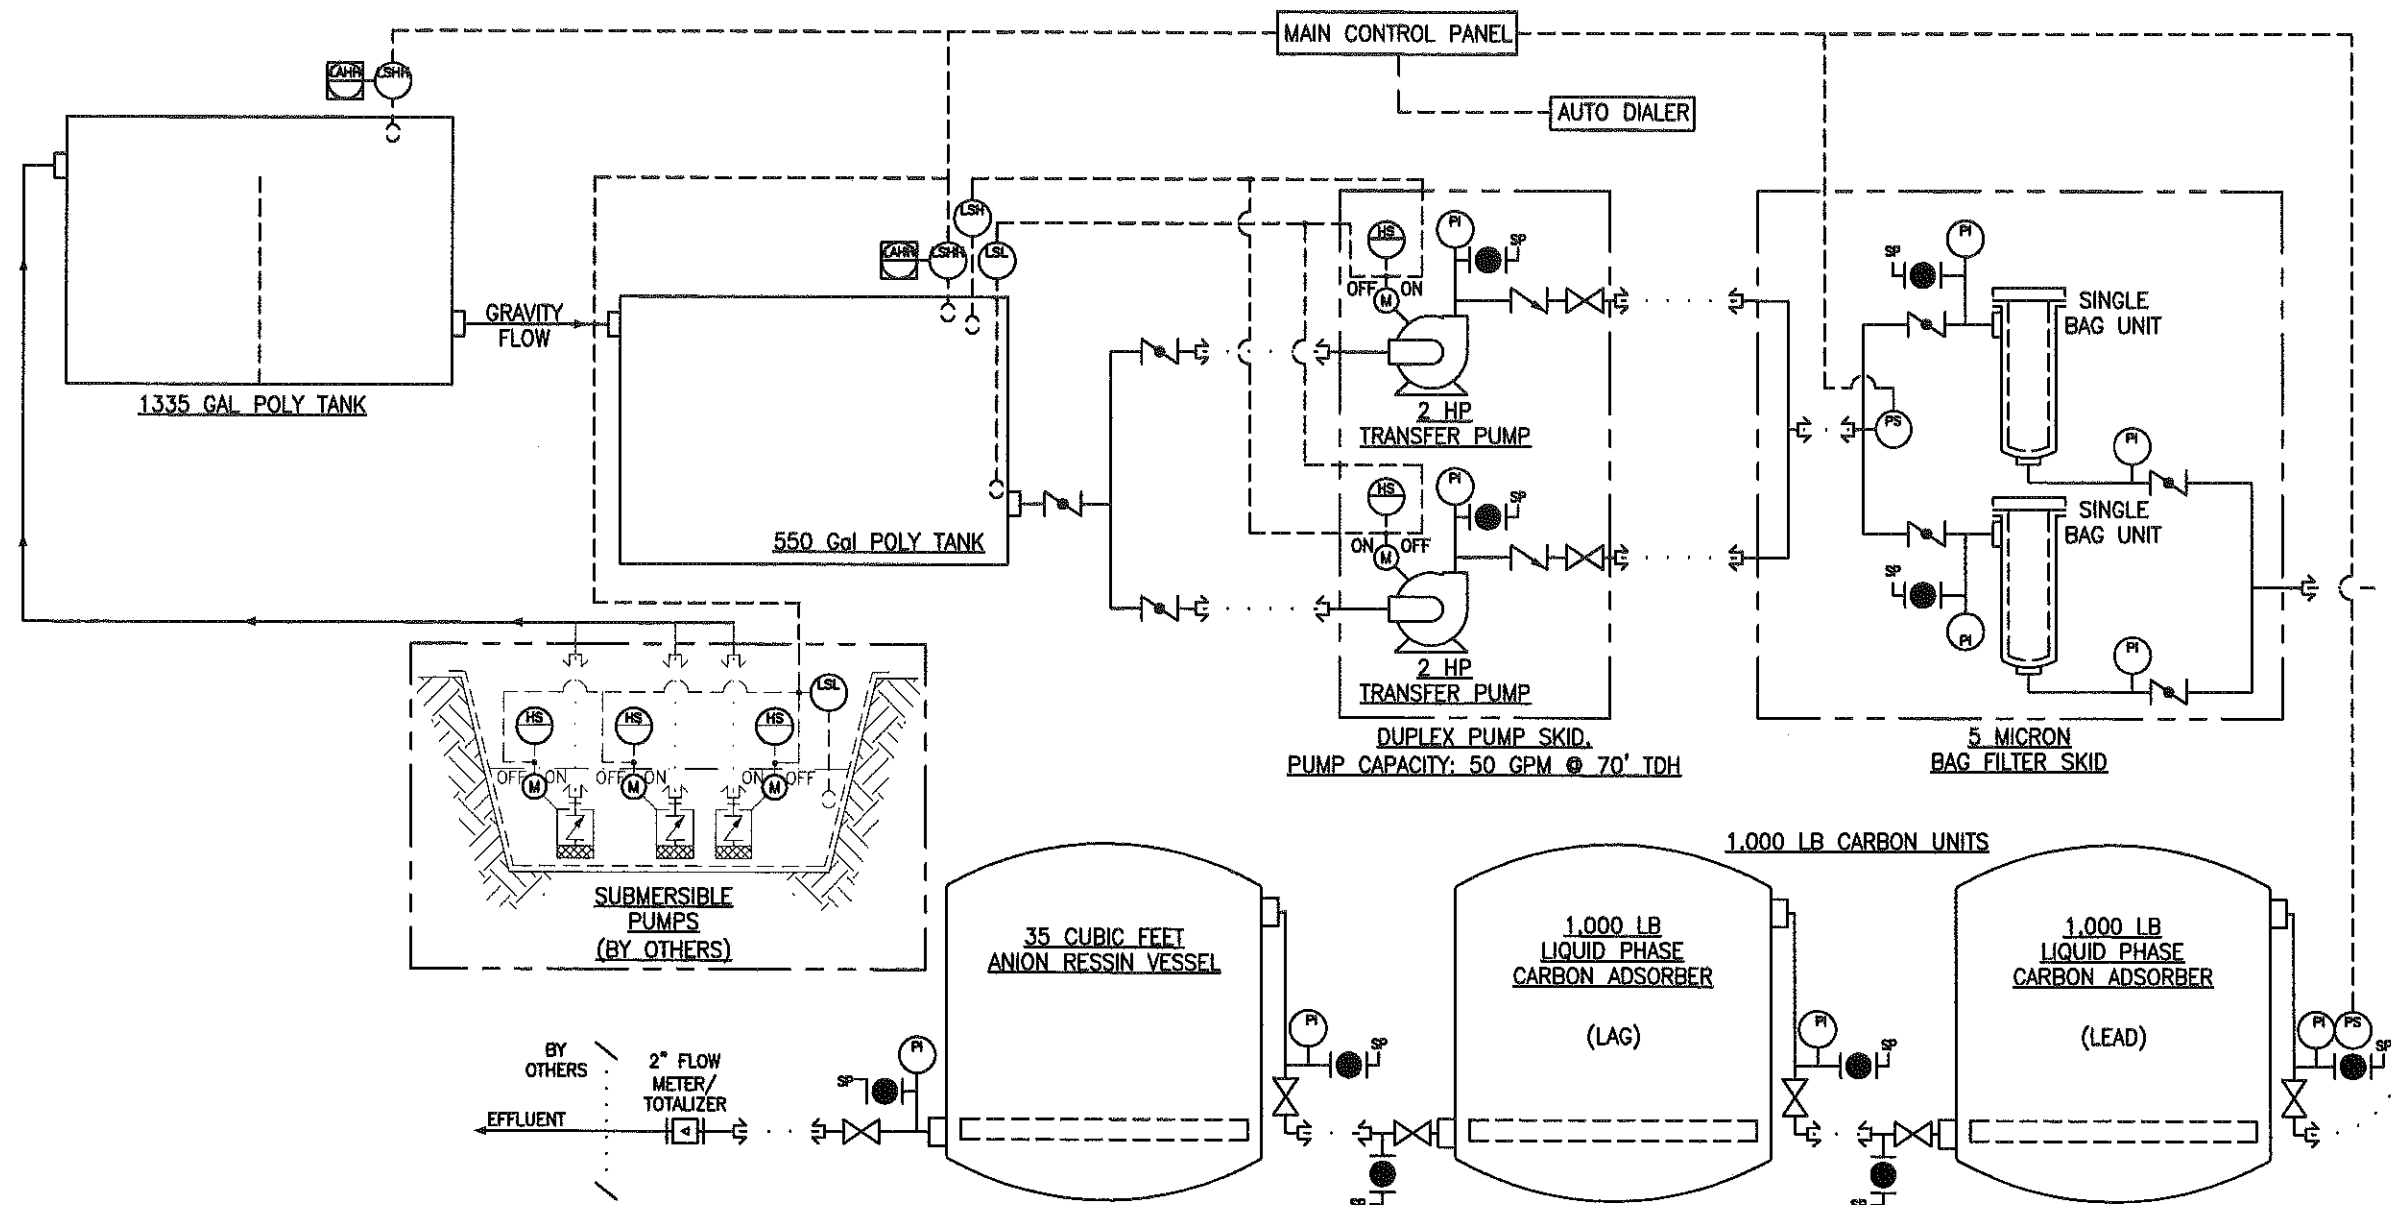 MAIN CONTROL PANEL
AUTO DIALER
LAHH
LSHH
1335 GAL POLY TANK
GRAVITY
FLOW
LSH
LAHH
LSHH
LSL
550 Gal POLY TANK
HS
PI
SP
OFF
ON
M
2 HP
TRANSFER PUMP
HS
PI
SP
ON
OFF
M
2 HP
TRANSFER PUMP
DUPLEX PUMP SKID,
PUMP CAPACITY: 50 GPM @ 70' TDH
PI
SP
SINGLE
BAG UNIT
PS
PI
SINGLE
BAG UNIT
SP
PI
PI
5 MICRON
BAG FILTER SKID
LSL
HS
HS
HS
OFF
ON
OFF
ON
ON
OFF
M
M
M
SUBMERSIBLE
PUMPS
(BY OTHERS)
1,000 LB CARBON UNITS
35 CUBIC FEET
ANION RESSIN VESSEL
1,000 LB
LIQUID PHASE
CARBON ADSORBER
(LAG)
1,000 LB
LIQUID PHASE
CARBON ADSORBER
(LEAD)
PI
SP
PI
SP
PI
PS
SP
BY
OTHERS
2" FLOW
METER/
TOTALIZER
PI
SP
EFFLUENT
SP
SP